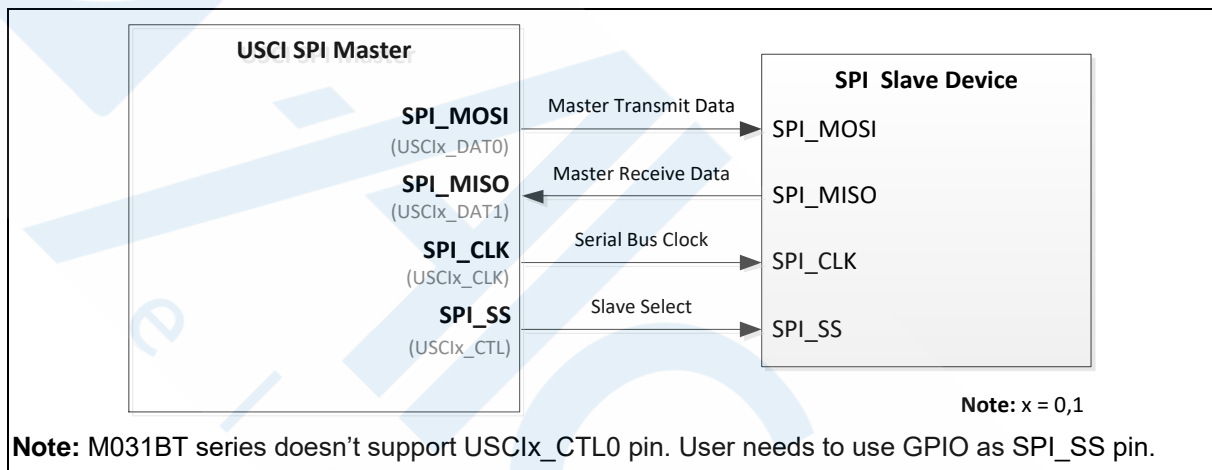 USCI SPI Master
SPI Slave Device
SPI_MOSI
(USCIx_DAT0)
Master Transmit Data
SPI_MOSI
SPI_MISO
(USCIx_DAT1)
Master Receive Data
SPI_MISO
SPI_CLK
(USCIx_CLK)
Serial Bus Clock
SPI_CLK
SPI_SS
(USCIx_CTL)
Slave Select
SPI_SS
Note: x = 0,1
Note: M031BT series doesn’t support USCIx_CTL0 pin. User needs to use GPIO as SPI_SS pin.